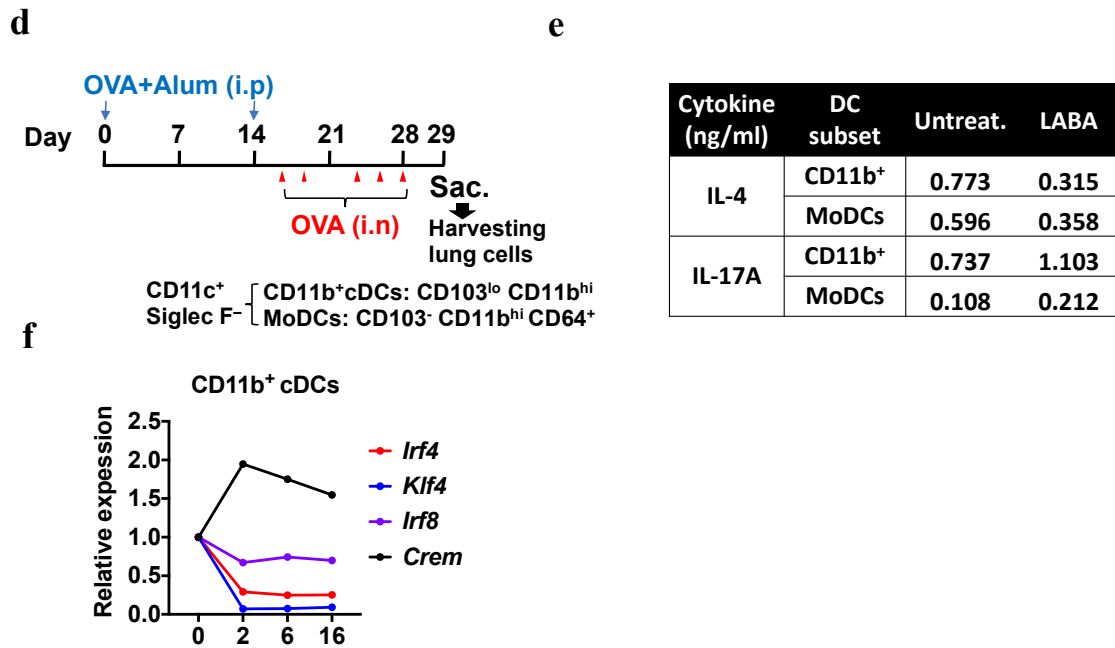 d
OVA+Alum (i.p)
Day 0 7 14 21 28 29
OVA (i.n)
Sac.
Harvesting
lung cells
CD11c⁺
Siglec F⁻
CD11b⁺cDCs: CD103ˡᵒ CD11bʰⁱ
MoDCs: CD103⁻ CD11bʰⁱ CD64⁺
e
Cytokine (ng/ml) DC subset Untreat. LABA
IL-4 CD11b⁺ 0.773 0.315
MoDCs 0.596 0.358
IL-17A CD11b⁺ 0.737 1.103
MoDCs 0.108 0.212
f
CD11b⁺ cDCs
Relative expession
2.5
2.0
1.5
1.0
0.5
0.0
0 2 6 16
Irf4
Klf4
Irf8
Crem